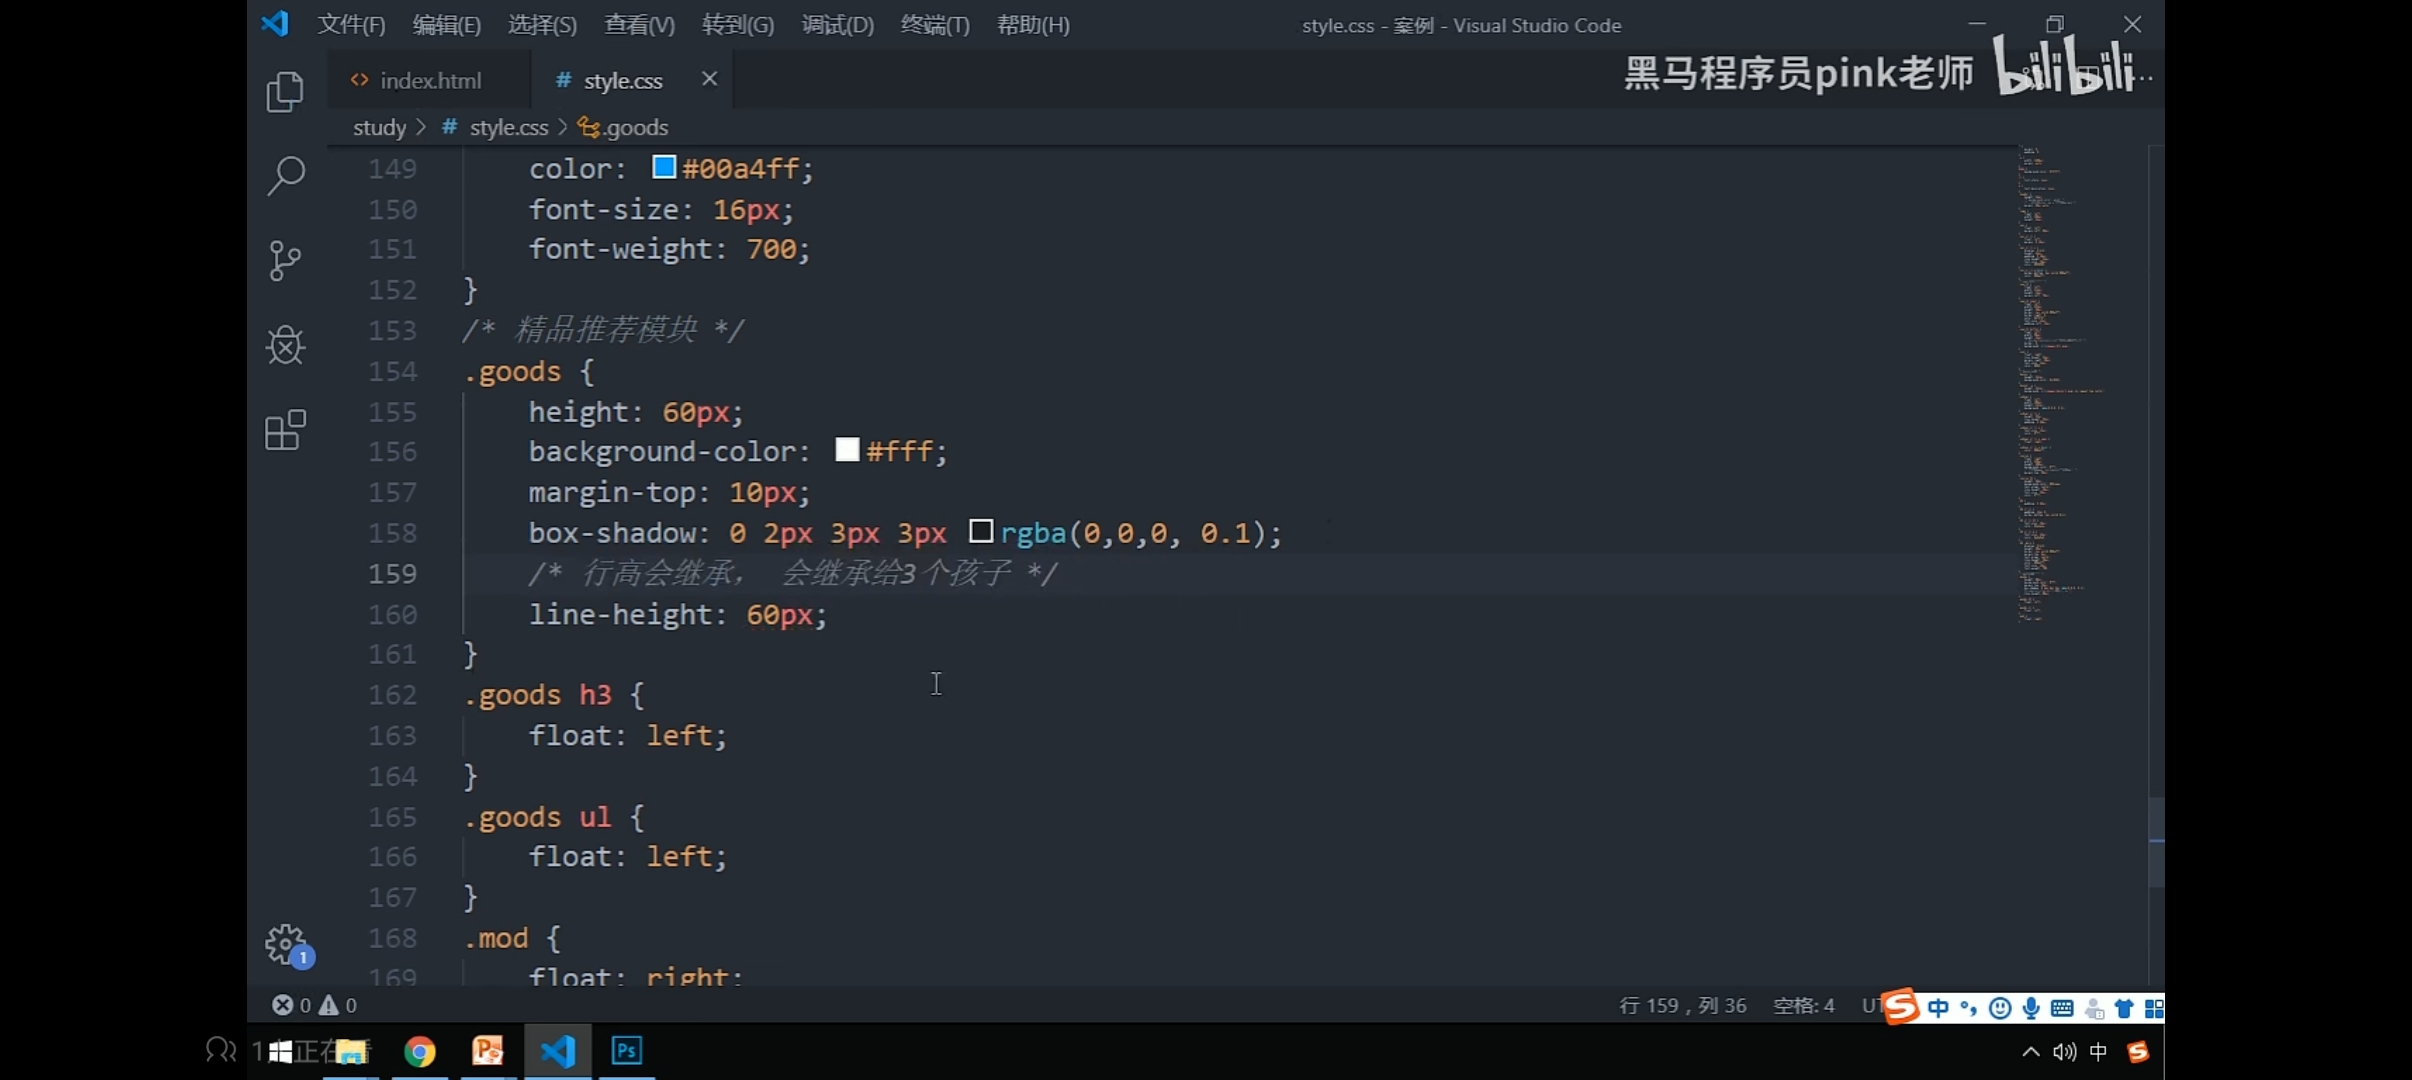 文件(F) 编辑(E) 选择(S) 查看(V) 转到(G) 调试(D) 终端(T) 帮助(H) style.css - 案例 - Visual Studio Code
index.html # style.css
黑马程序员pink老师 bilibili
study > # style.css > .goods
149 color: #00a4ff;
150 font-size: 16px;
151 font-weight: 700;
152 }
153 /* 精品推荐模块 */
154 .goods {
155 height: 60px;
156 background-color: #fff;
157 margin-top: 10px;
158 box-shadow: 0 2px 3px 3px rgba(0,0,0, 0.1);
159 /* 行高会继承， 会继承给3个孩子 */
160 line-height: 60px;
161 }
162 .goods h3 {
163 float: left;
164 }
165 .goods ul {
166 float: left;
167 }
168 .mod {
169 float: right;
1
0 0 行 159，列 36 空格: 4 中
Ps 中